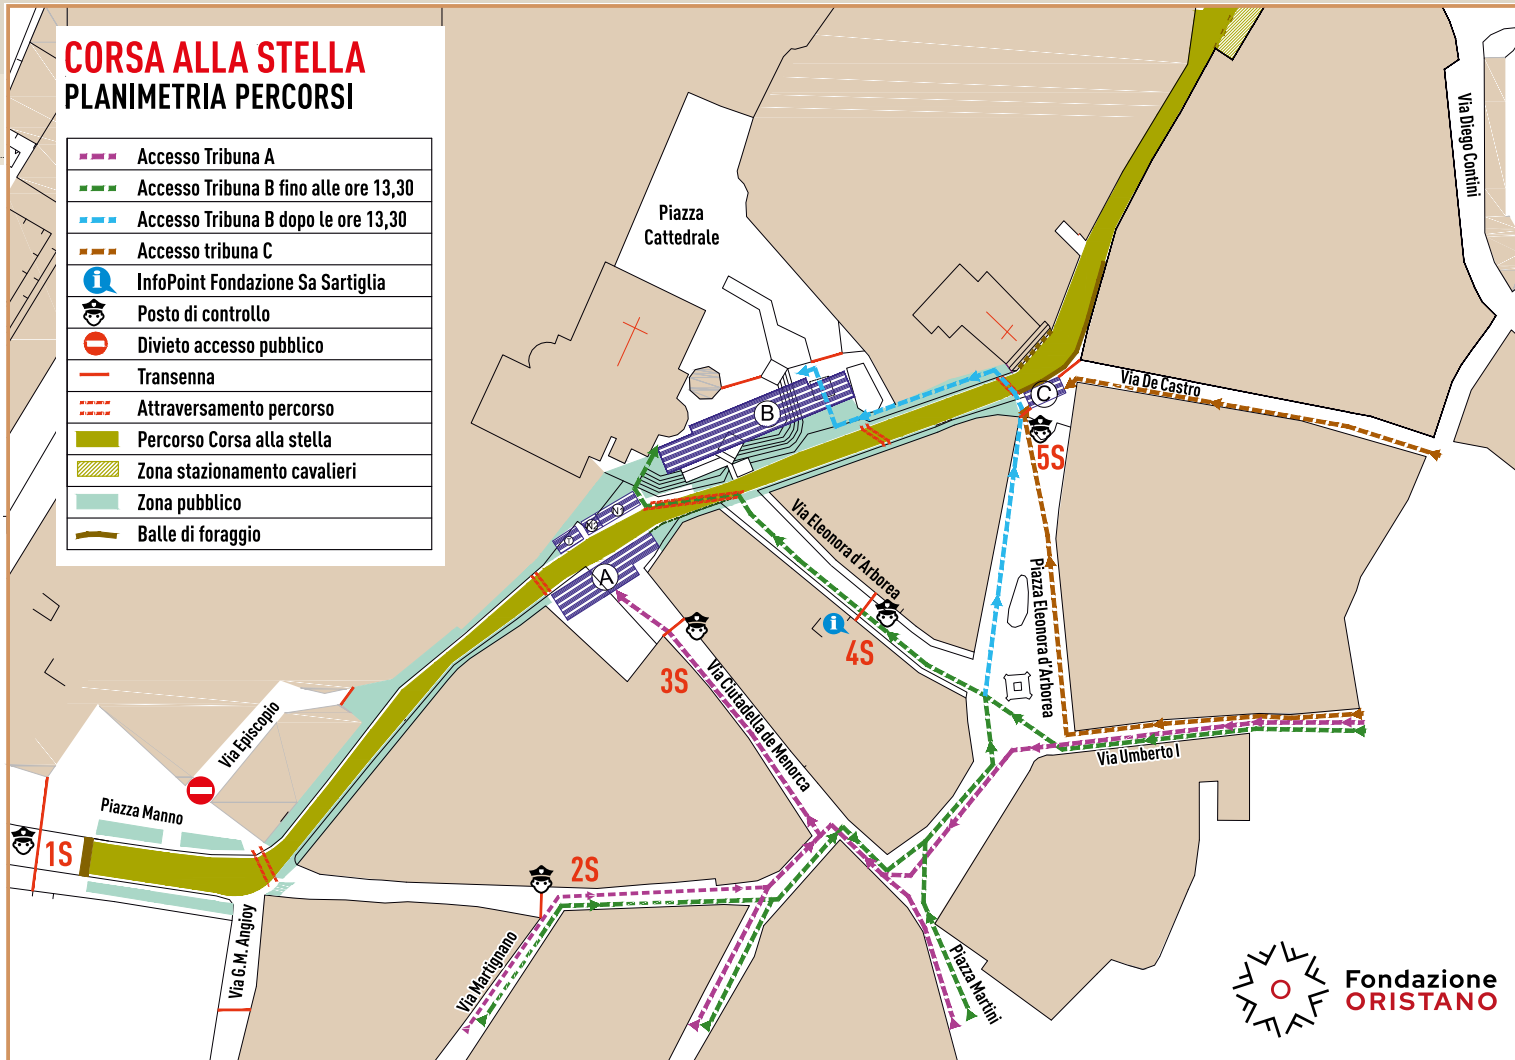 CORSA ALLA STELLA
PLANIMETRIA PERCORSI
Accesso Tribuna A
Accesso Tribuna B fino alle ore 13,30
Accesso Tribuna B dopo le ore 13,30
Accesso tribuna C
InfoPoint Fondazione Sa Sartiglia
Posto di controllo
Divieto accesso pubblico
Transenna
Attraversamento percorso
Percorso Corsa alla stella
Zona stazionamento cavalieri
Zona pubblico
Balle di foraggio
Via Diego Contini
Piazza
Cattedrale
Via De Castro
C
B
5S
N1
N2
A
Via Eleonora d'Arborea
Piazza Eleonora d'Arborea
4S
3S
Via Ciutadella de Menorca
Via Episcopio
Via Umberto I
Piazza Manno
1S
2S
Via G.M. Angioy
Via Martignano
Piazza Martini
Fondazione
ORISTANO